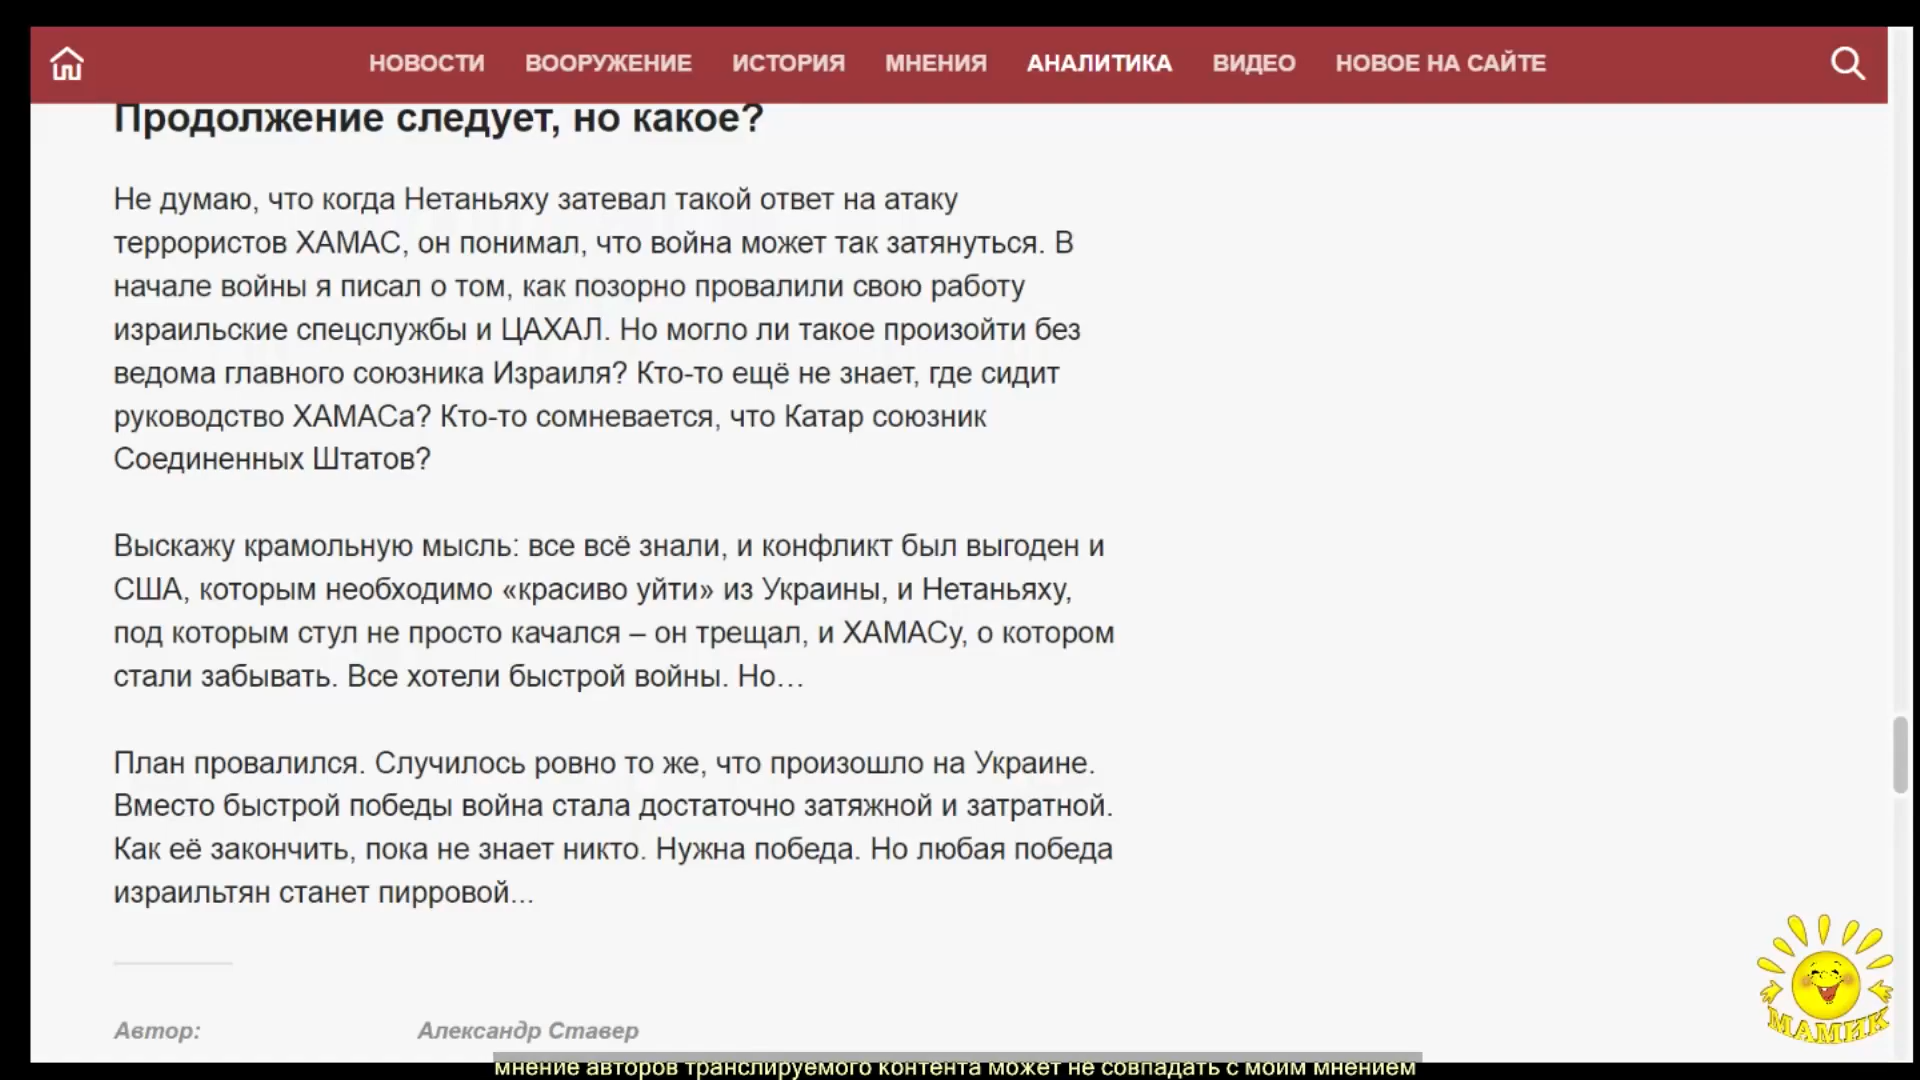 НОВОСТИ ВООРУЖЕНИЕ ИСТОРИЯ МНЕНИЯ АНАЛИТИКА ВИДЕО НОВОЕ НА САЙТЕ
Продолжение следует, но какое?
Не думаю, что когда Нетаньяху затевал такой ответ на атаку
террористов ХАМАС, он понимал, что война может так затянуться. В
начале войны я писал о том, как позорно провалили свою работу
израильские спецслужбы и ЦАХАЛ. Но могло ли такое произойти без
ведома главного союзника Израиля? Кто-то ещё не знает, где сидит
руководство ХАМАСа? Кто-то сомневается, что Катар союзник
Соединенных Штатов?
Выскажу крамольную мысль: все всё знали, и конфликт был выгоден и
США, которым необходимо «красиво уйти» из Украины, и Нетаньяху,
под которым стул не просто качался – он трещал, и ХАМАСу, о котором
стали забывать. Все хотели быстрой войны. Но…
План провалился. Случилось ровно то же, что произошло на Украине.
Вместо быстрой победы война стала достаточно затяжной и затратной.
Как её закончить, пока не знает никто. Нужна победа. Но любая победа
израильтян станет пирровой...
Автор: Александр Ставер
МАМИК
мнение авторов транслируемого контента может не совпадать с моим мнением